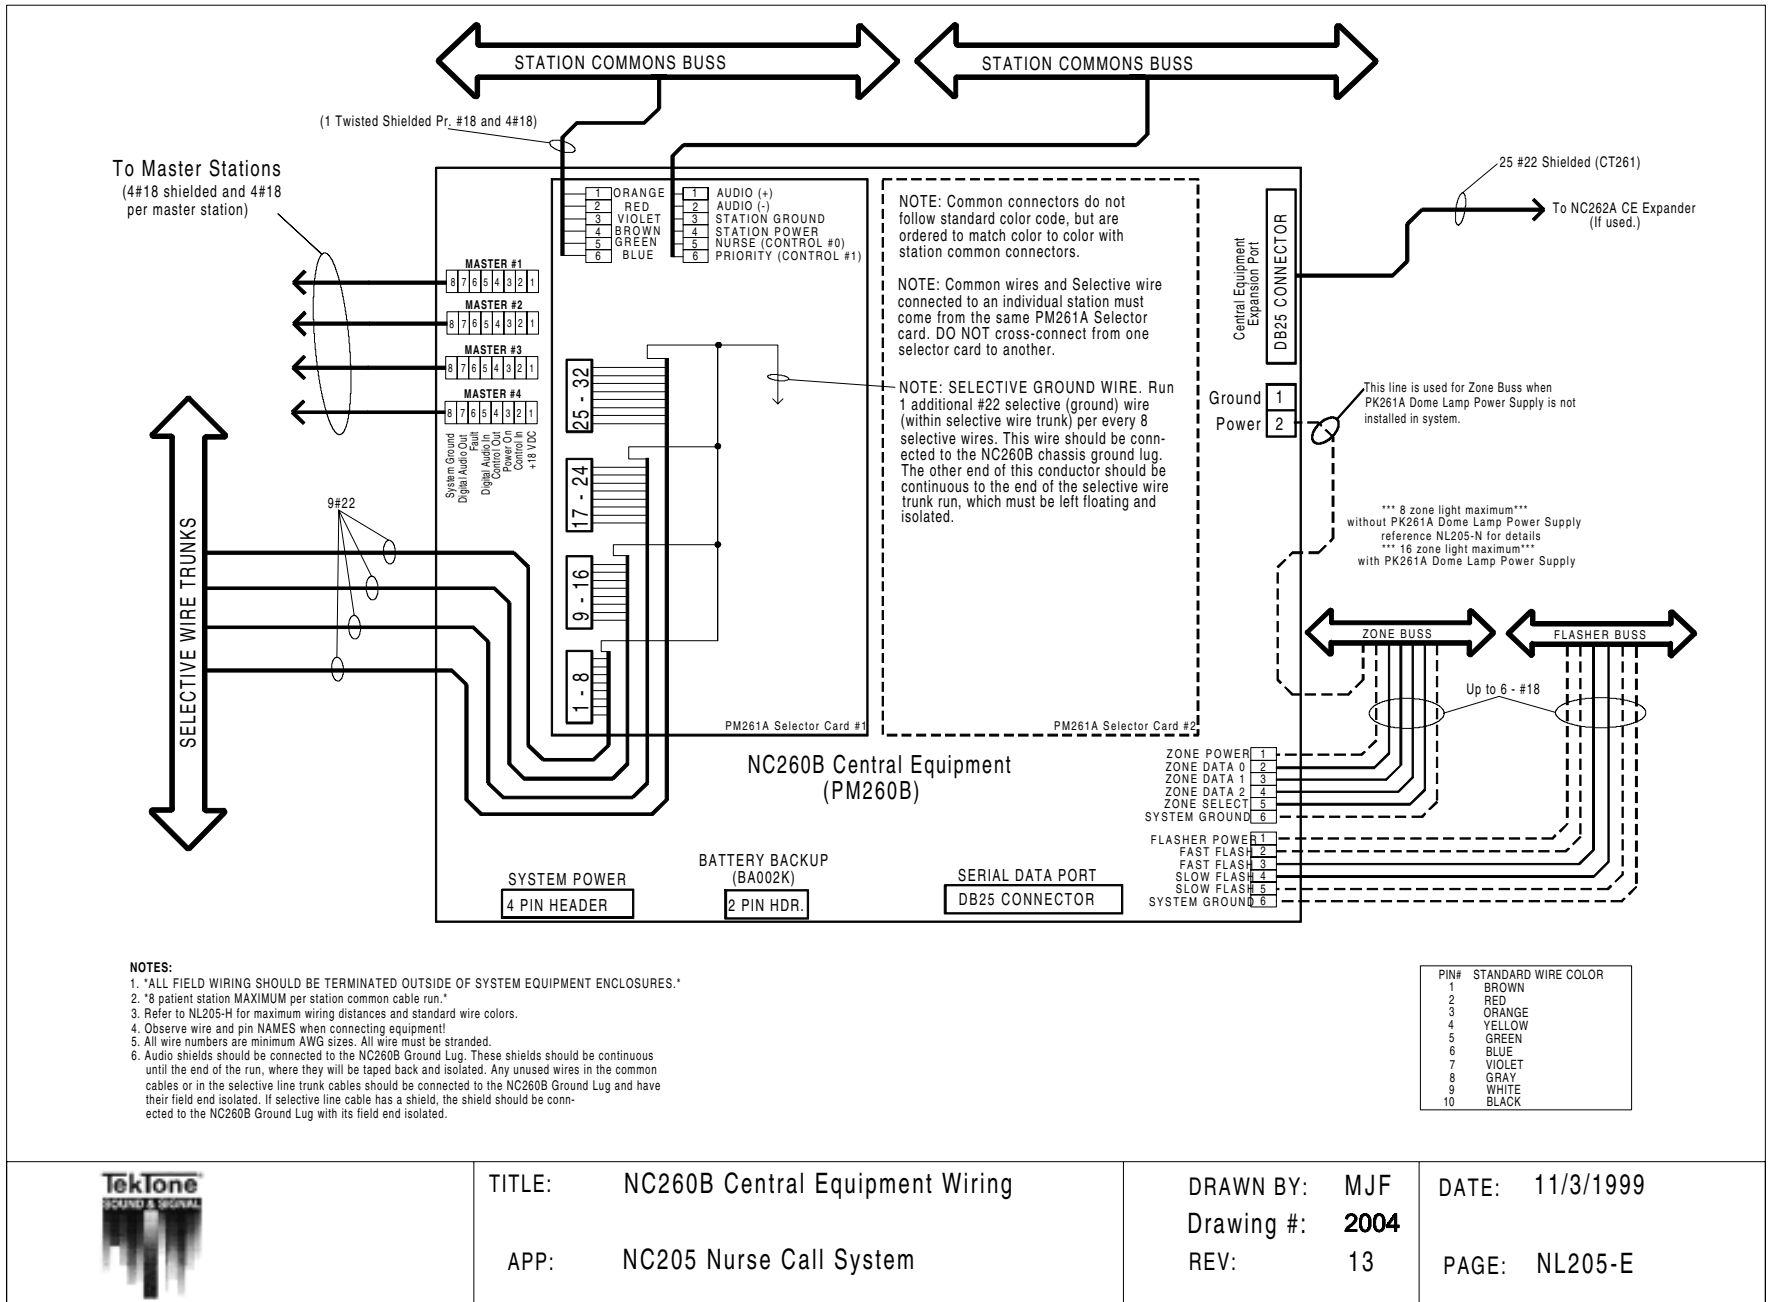 STATION COMMONS BUSS
STATION COMMONS BUSS
(1 Twisted Shielded Pr. #18 and 4#18)
To Master Stations
(4#18 shielded and 4#18
per master station)
25 #22 Shielded (CT261)
To NC262A CE Expander
(If used.)
1 ORANGE 1 AUDIO (+)
2 RED 2 AUDIO (-)
3 VIOLET 3 STATION GROUND
4 BROWN 4 STATION POWER
5 GREEN 5 NURSE (CONTROL #0)
6 BLUE 6 PRIORITY (CONTROL #1)
NOTE: Common connectors do not
follow standard color code, but are
ordered to match color to color with
station common connectors.
NOTE: Common wires and Selective wire
connected to an individual station must
come from the same PM261A Selector
card. DO NOT cross-connect from one
selector card to another.
NOTE: SELECTIVE GROUND WIRE. Run
1 additional #22 selective (ground) wire
(within selective wire trunk) per every 8
selective wires. This wire should be conn-
ected to the NC260B chassis ground lug.
The other end of this conductor should be
continuous to the end of the selective wire
trunk run, which must be left floating and
isolated.
Central Equipment
Expansion Port
DB25 CONNECTOR
MASTER #1
8 7 6 5 4 3 2 1
MASTER #2
8 7 6 5 4 3 2 1
MASTER #3
8 7 6 5 4 3 2 1
MASTER #4
8 7 6 5 4 3 2 1
System Ground
Digital Audio Out
Fault
Digital Audio In
Control Out
Power On
Control In
+18 VDC
Ground 1
Power 2
This line is used for Zone Buss when
PK261A Dome Lamp Power Supply is not
installed in system.
25 - 32
17 - 24
9 - 16
1 - 8
9#22
SELECTIVE WIRE TRUNKS
*** 8 zone light maximum***
without PK261A Dome Lamp Power Supply
reference NL205-N for details
*** 16 zone light maximum***
with PK261A Dome Lamp Power Supply
ZONE BUSS
FLASHER BUSS
Up to 6 - #18
PM261A Selector Card #1
PM261A Selector Card #2
NC260B Central Equipment
(PM260B)
ZONE POWER 1
ZONE DATA 0 2
ZONE DATA 1 3
ZONE DATA 2 4
ZONE SELECT 5
SYSTEM GROUND 6
FLASHER POWER 1
FAST FLASH 2
FAST FLASH 3
SLOW FLASH 4
SLOW FLASH 5
SYSTEM GROUND 6
SYSTEM POWER
4 PIN HEADER
BATTERY BACKUP
(BA002K)
2 PIN HDR.
SERIAL DATA PORT
DB25 CONNECTOR
NOTES:
1. *ALL FIELD WIRING SHOULD BE TERMINATED OUTSIDE OF SYSTEM EQUIPMENT ENCLOSURES.*
2. *8 patient station MAXIMUM per station common cable run.*
3. Refer to NL205-H for maximum wiring distances and standard wire colors.
4. Observe wire and pin NAMES when connecting equipment!
5. All wire numbers are minimum AWG sizes. All wire must be stranded.
6. Audio shields should be connected to the NC260B Ground Lug. These shields should be continuous
until the end of the run, where they will be taped back and isolated. Any unused wires in the common
cables or in the selective line trunk cables should be connected to the NC260B Ground Lug and have
their field end isolated. If selective line cable has a shield, the shield should be conn-
ected to the NC260B Ground Lug with its field end isolated.
PIN# STANDARD WIRE COLOR
1 BROWN
2 RED
3 ORANGE
4 YELLOW
5 GREEN
6 BLUE
7 VIOLET
8 GRAY
9 WHITE
10 BLACK
TekTone
SOUND & SIGNAL
TITLE: NC260B Central Equipment Wiring
APP: NC205 Nurse Call System
DRAWN BY: MJF
Drawing #: 2004
REV: 13
DATE: 11/3/1999
PAGE: NL205-E